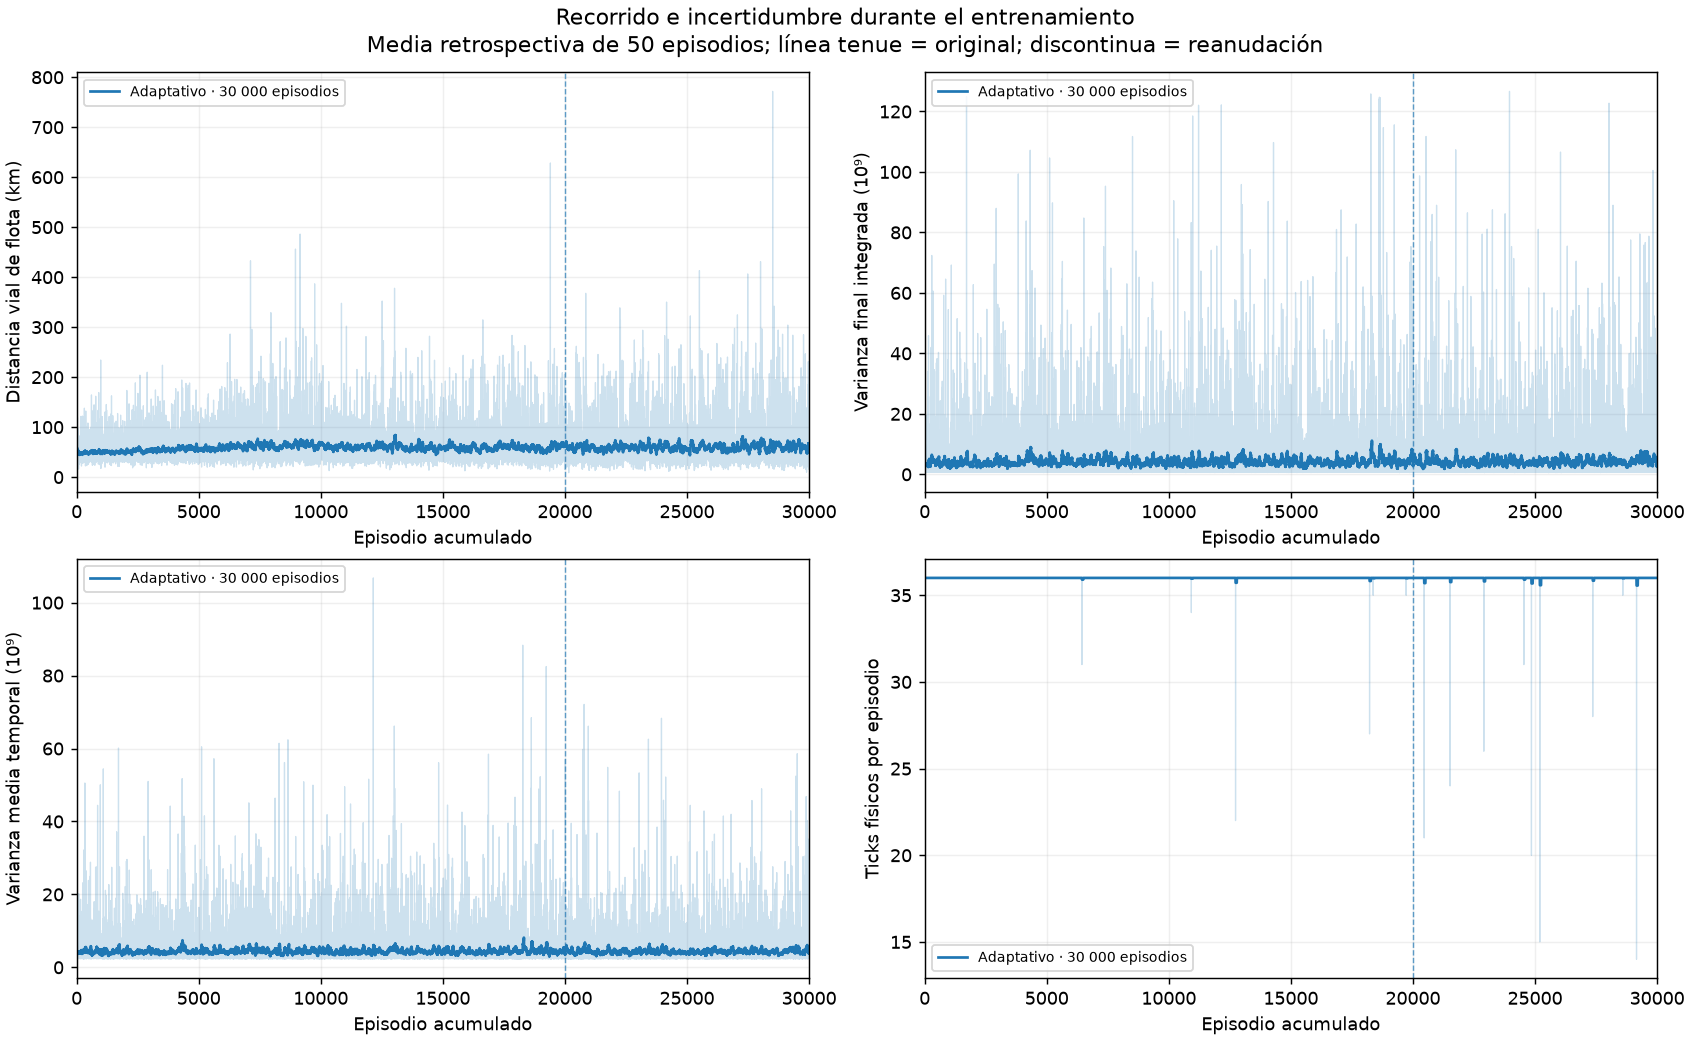 Recorrido e incertidumbre durante el entrenamiento
Media retrospectiva de 50 episodios; línea tenue = original; discontinua = reanudación
Adaptativo · 30 000 episodios
Distancia vial de flota (km)
800
700
600
500
400
300
200
100
0
0 5000 10000 15000 20000 25000 30000
Episodio acumulado
Adaptativo · 30 000 episodios
Varianza final integrada (10⁹)
120
100
80
60
40
20
0
0 5000 10000 15000 20000 25000 30000
Episodio acumulado
Adaptativo · 30 000 episodios
Varianza media temporal (10⁹)
100
80
60
40
20
0
0 5000 10000 15000 20000 25000 30000
Episodio acumulado
Ticks físicos por episodio
35
30
25
20
15
Adaptativo · 30 000 episodios
0 5000 10000 15000 20000 25000 30000
Episodio acumulado